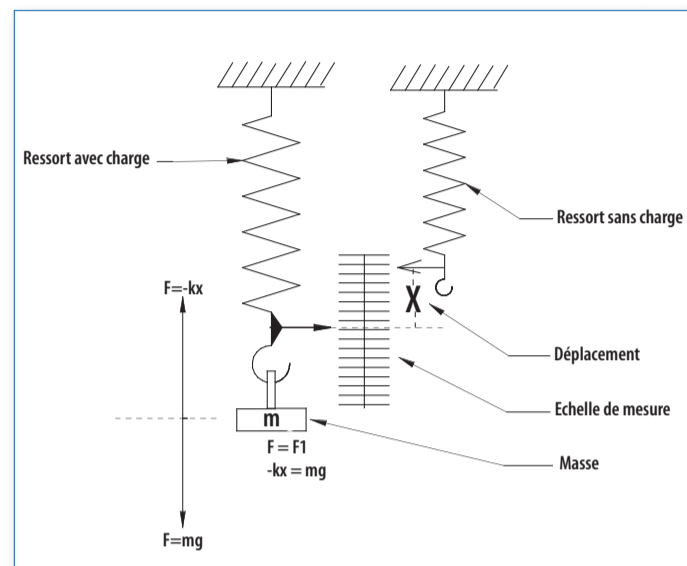 Ressort avec charge
Ressort sans charge
F=-kx
X
Déplacement
Echelle de mesure
m
F = F1
-kx = mg
Masse
F=mg